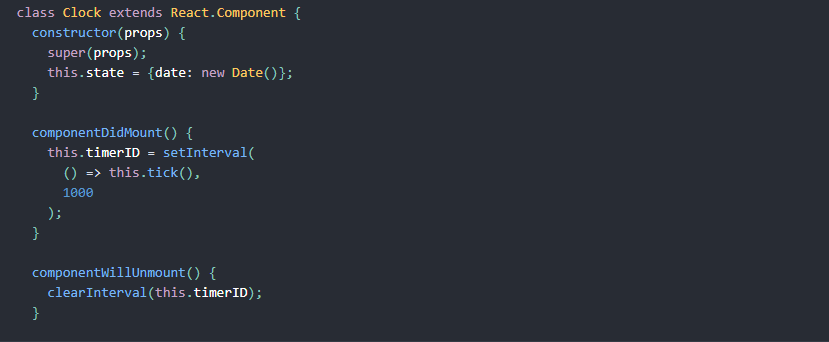 class Clock extends React.Component {
  constructor(props) {
    super(props);
    this.state = {date: new Date()};
  }

  componentDidMount() {
    this.timerID = setInterval(
      () => this.tick(),
      1000
    );
  }

  componentWillUnmount() {
    clearInterval(this.timerID);
  }